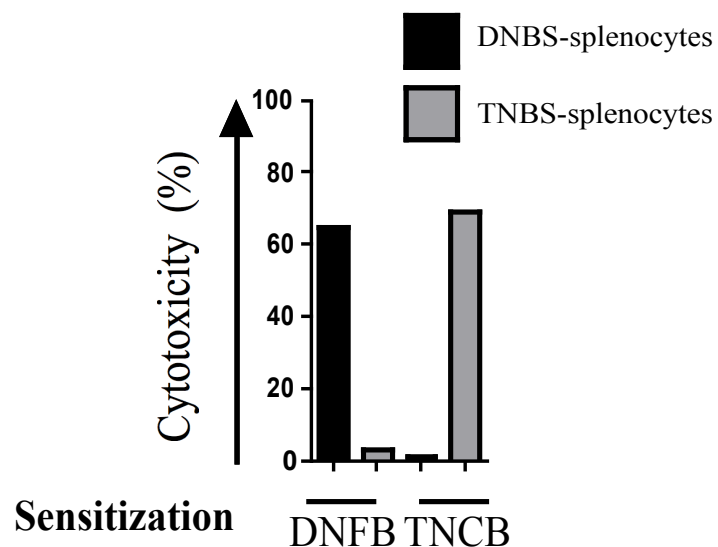 DNBS-splenocytes
TNBS-splenocytes
Cytotoxicity (%)
100
80
60
40
20
0
Sensitization
DNFB TNCB